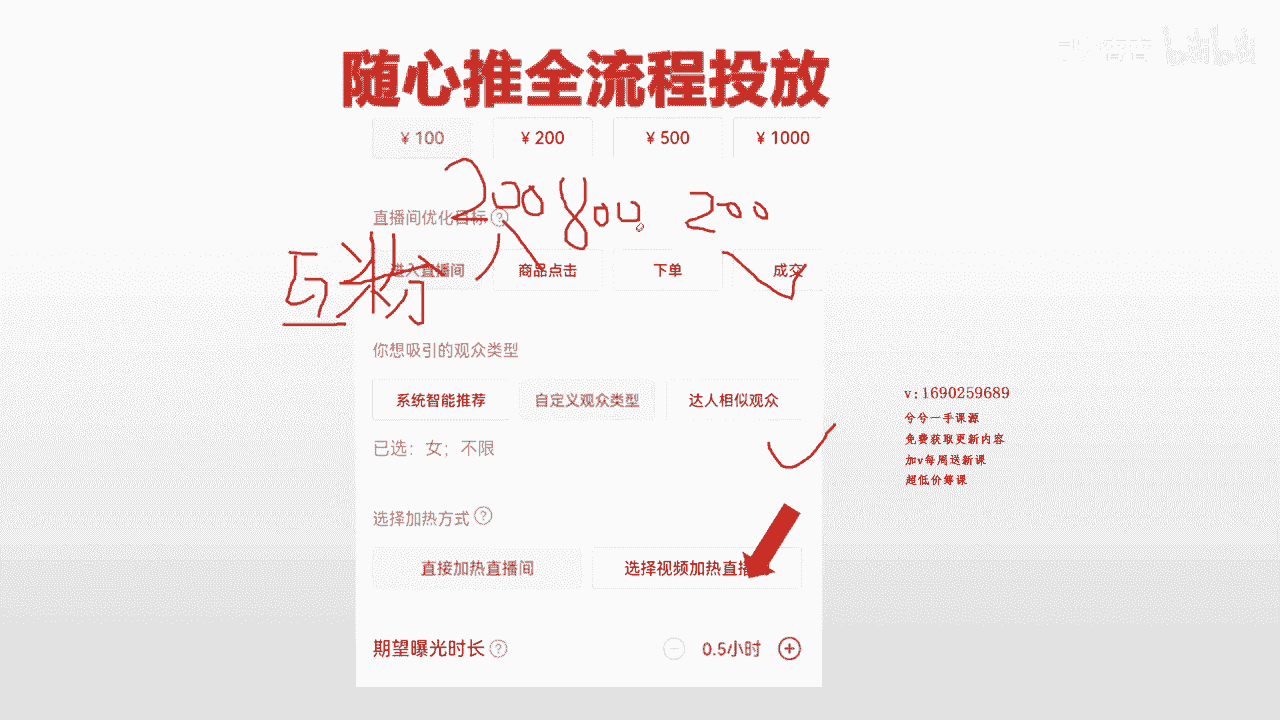 随心推全流程投放
¥ 100 ¥ 200 ¥ 500 ¥ 1000
200 800 200
直播间优化目标 ?
进入直播间 商品点击 下单 成交
互粉
你想吸引的观众类型
系统智能推荐 自定义观众类型 达人相似观众
已选：女；不限
v:1690259689
兮兮一手课源
免费获取更新内容
加v每周送新课
超低价筹课
选择加热方式 ?
直接加热直播间 选择视频加热直播
期望曝光时长 ? 0.5小时
bilibili